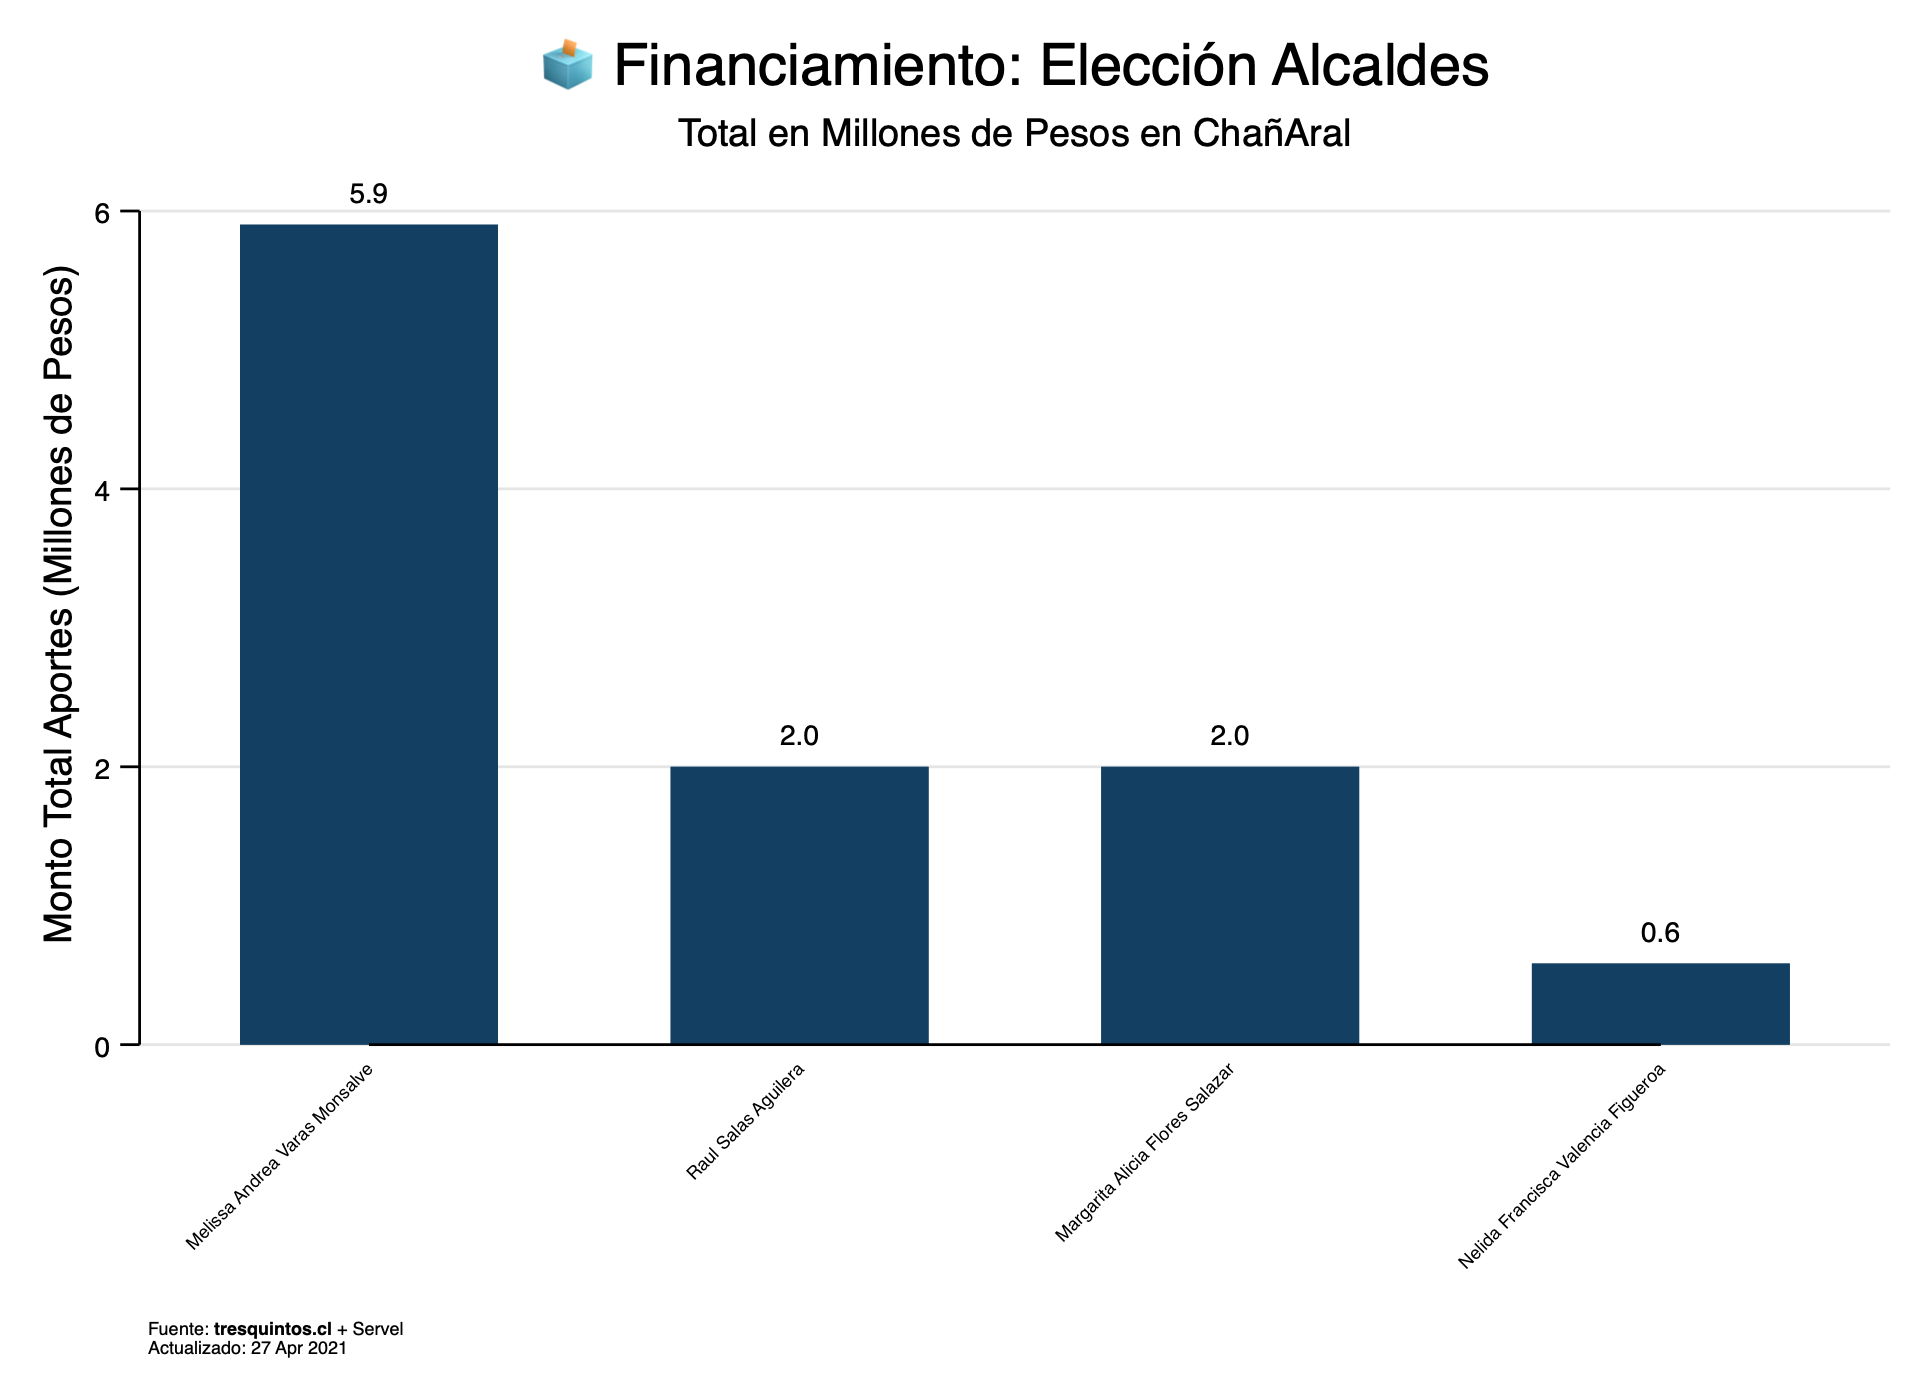 Financiamiento: Elección Alcaldes
Total en Millones de Pesos en ChañAral
Monto Total Aportes (Millones de Pesos)
6
4
2
0
5.9
2.0
2.0
0.6
Melissa Andrea Varas Monsalve
Raul Salas Aguilera
Margarita Alicia Flores Salazar
Nelida Francisca Valencia Figueroa
Fuente: tresquintos.cl + Servel
Actualizado: 27 Apr 2021